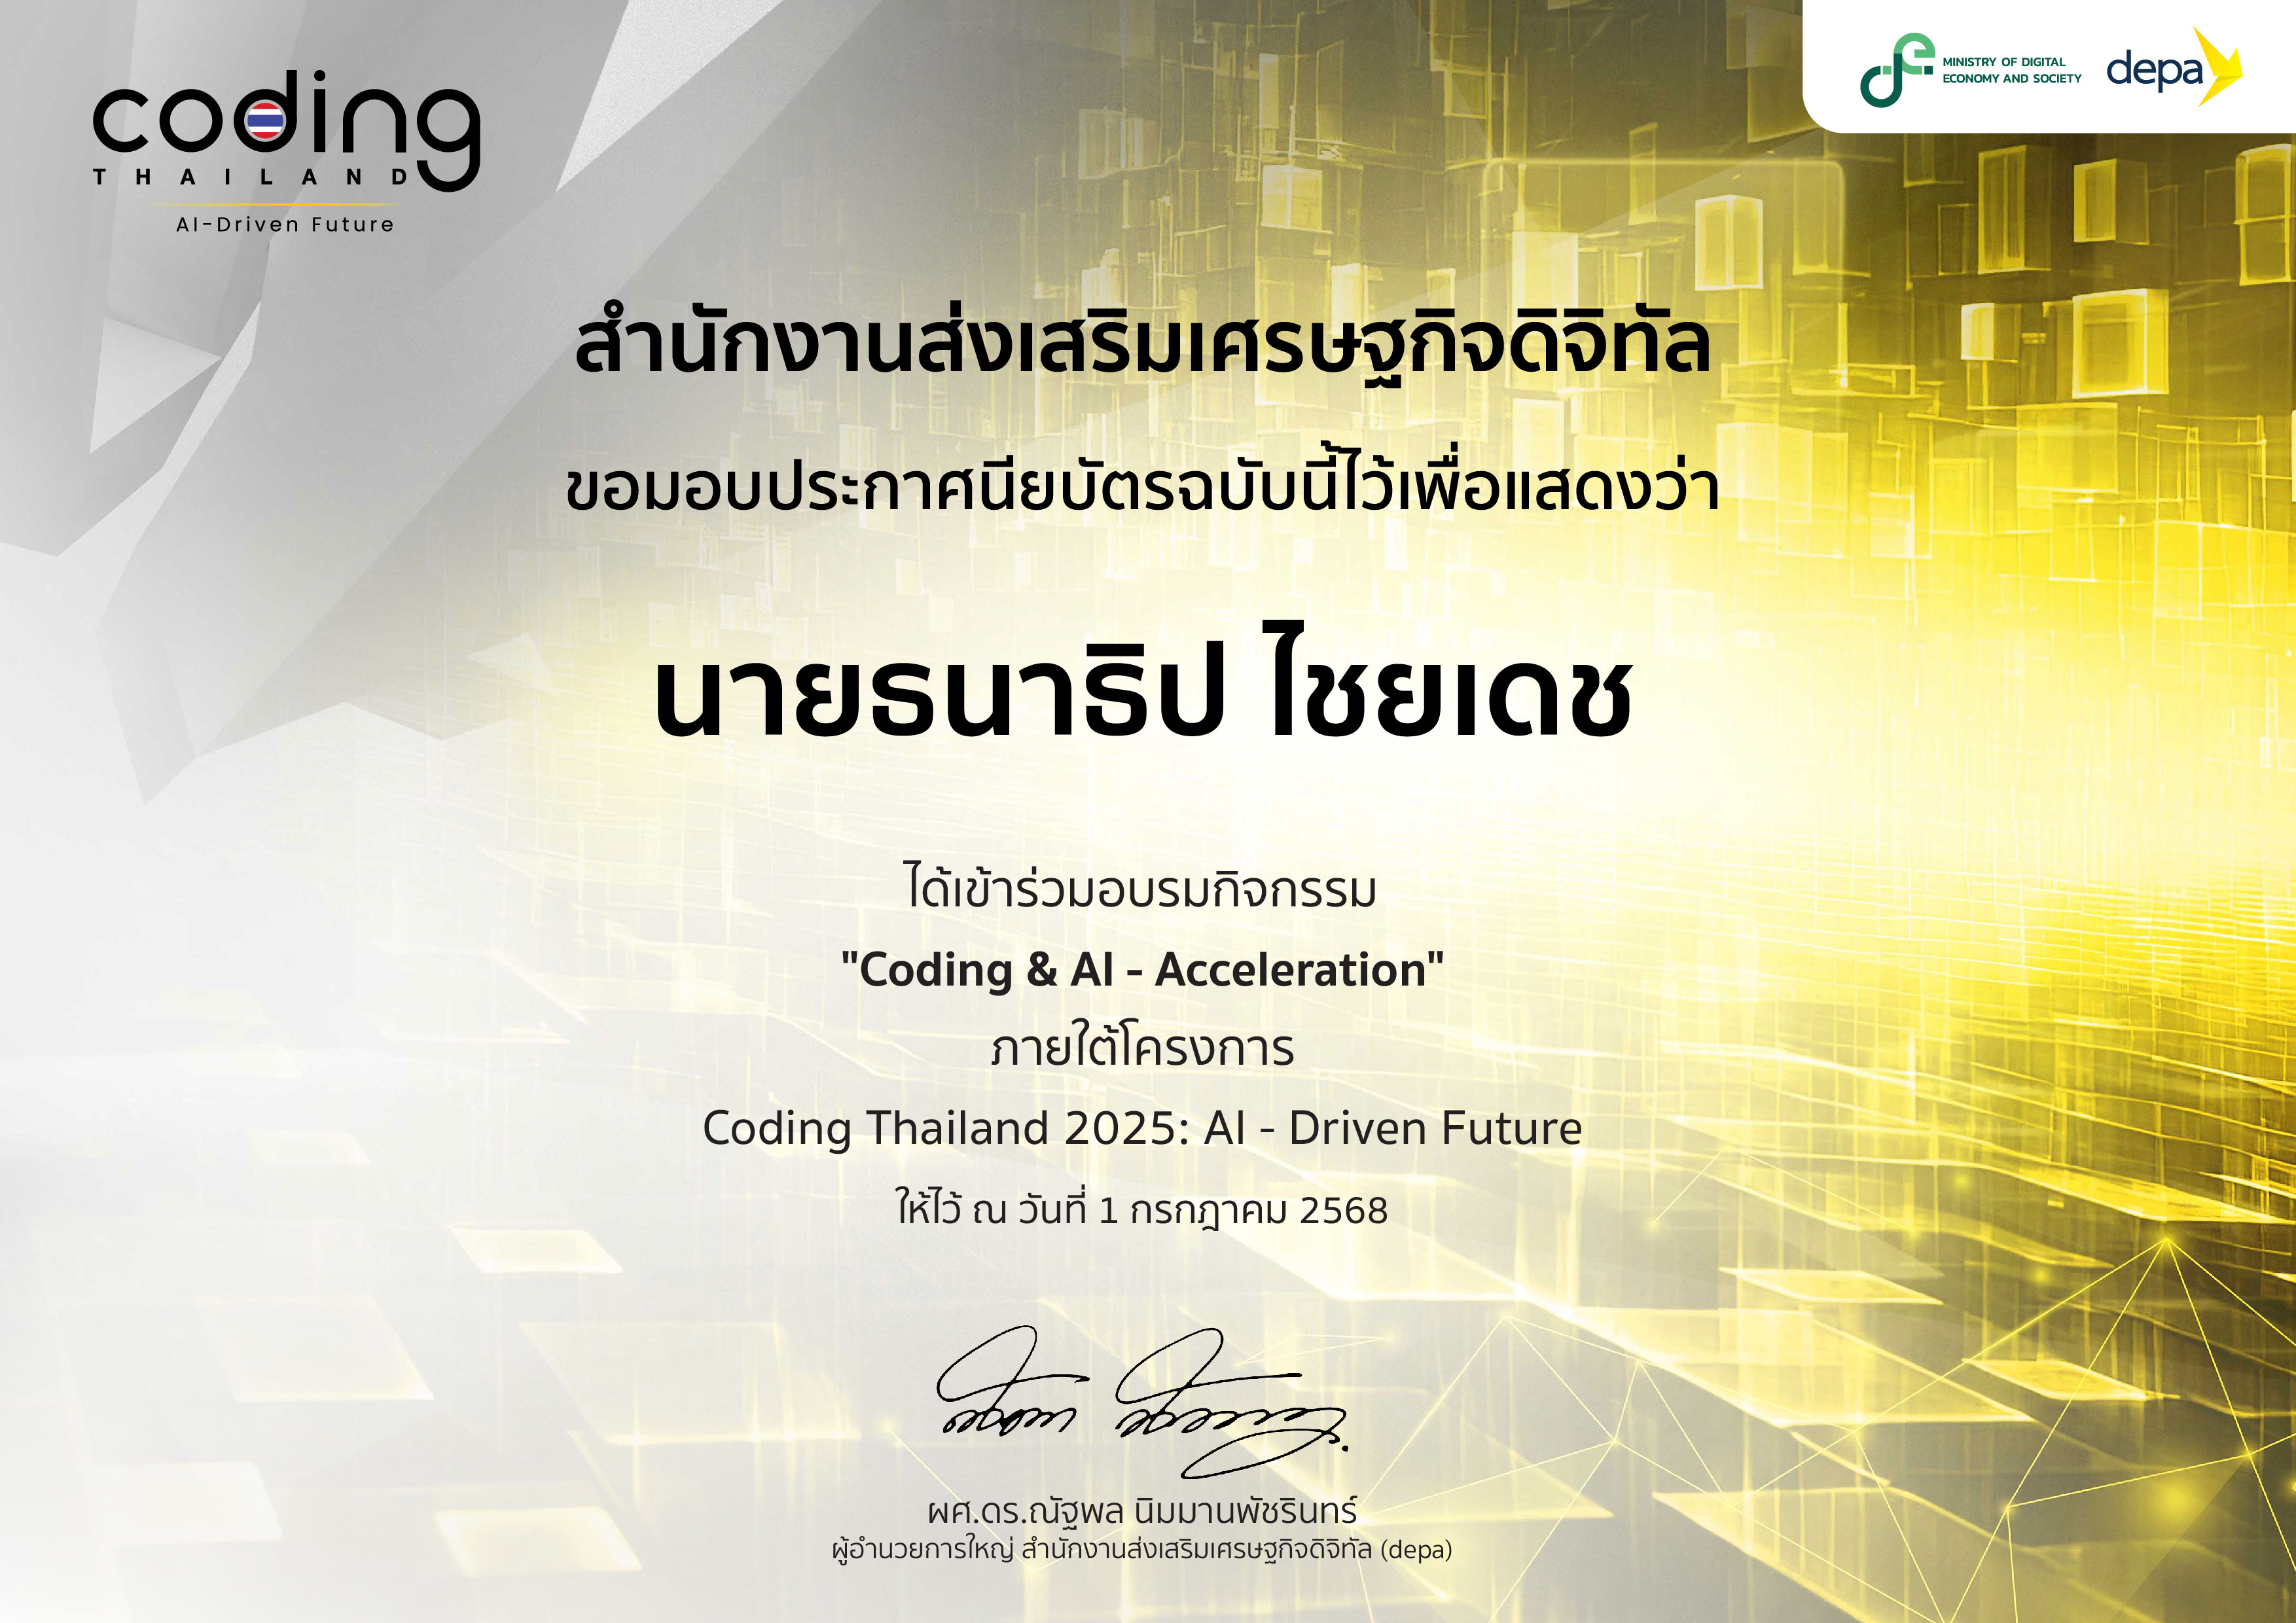 coding
THAILAND
AI-Driven Future
MINISTRY OF DIGITAL
ECONOMY AND SOCIETY
depa
สำนักงานส่งเสริมเศรษฐกิจดิจิทัล
ขอมอบประกาศนียบัตรฉบับนี้ไว้เพื่อแสดงว่า
นายธนาธิป ไชยเดช
ได้เข้าร่วมอบรมกิจกรรม
"Coding & AI - Acceleration"
ภายใต้โครงการ
Coding Thailand 2025: AI - Driven Future
ให้ไว้ ณ วันที่ 1 กรกฎาคม 2568
ผศ.ดร.ณัฐพล นิมมานพัชรินทร์
ผู้อำนวยการใหญ่ สำนักงานส่งเสริมเศรษฐกิจดิจิทัล (depa)